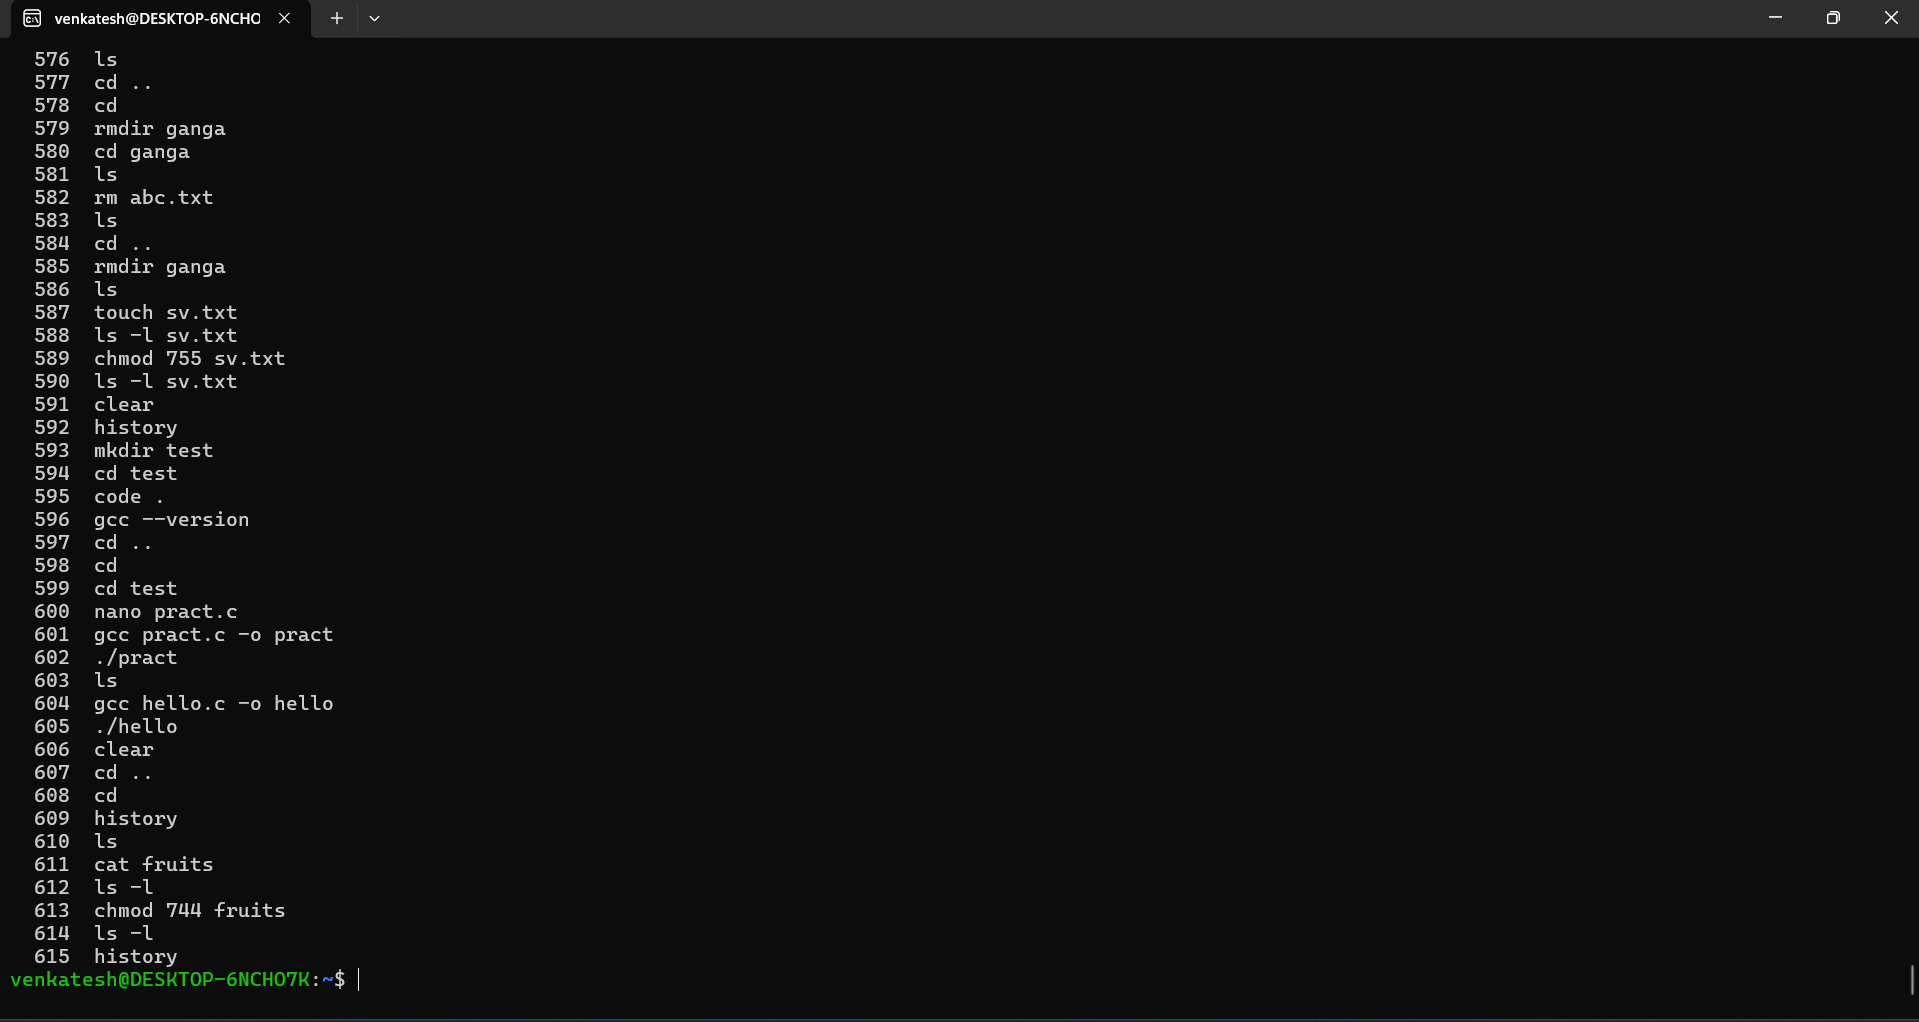 venkatesh@DESKTOP-6NCHO
576  ls
577  cd ..
578  cd
579  rmdir ganga
580  cd ganga
581  ls
582  rm abc.txt
583  ls
584  cd ..
585  rmdir ganga
586  ls
587  touch sv.txt
588  ls -l sv.txt
589  chmod 755 sv.txt
590  ls -l sv.txt
591  clear
592  history
593  mkdir test
594  cd test
595  code .
596  gcc --version
597  cd ..
598  cd
599  cd test
600  nano pract.c
601  gcc pract.c -o pract
602  ./pract
603  ls
604  gcc hello.c -o hello
605  ./hello
606  clear
607  cd ..
608  cd
609  history
610  ls
611  cat fruits
612  ls -l
613  chmod 744 fruits
614  ls -l
615  history
venkatesh@DESKTOP-6NCHO7K:~$